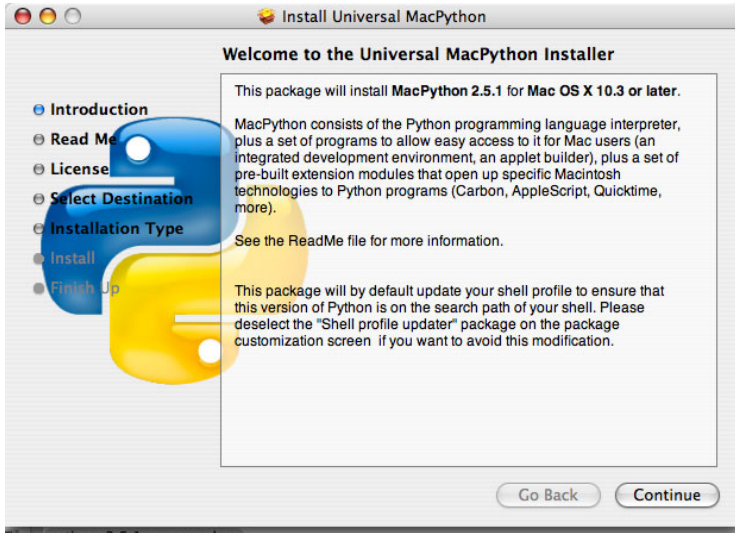 Install Universal MacPython
Welcome to the Universal MacPython Installer
Introduction
Read Me
License
Select Destination
Installation Type
Install
Finish Up
This package will install MacPython 2.5.1 for Mac OS X 10.3 or later.
MacPython consists of the Python programming language interpreter,
plus a set of programs to allow easy access to it for Mac users (an
integrated development environment, an applet builder), plus a set of
pre-built extension modules that open up specific Macintosh
technologies to Python programs (Carbon, AppleScript, Quicktime,
more).
See the ReadMe file for more information.
This package will by default update your shell profile to ensure that
this version of Python is on the search path of your shell. Please
deselect the "Shell profile updater" package on the package
customization screen  if you want to avoid this modification.
Go Back
Continue